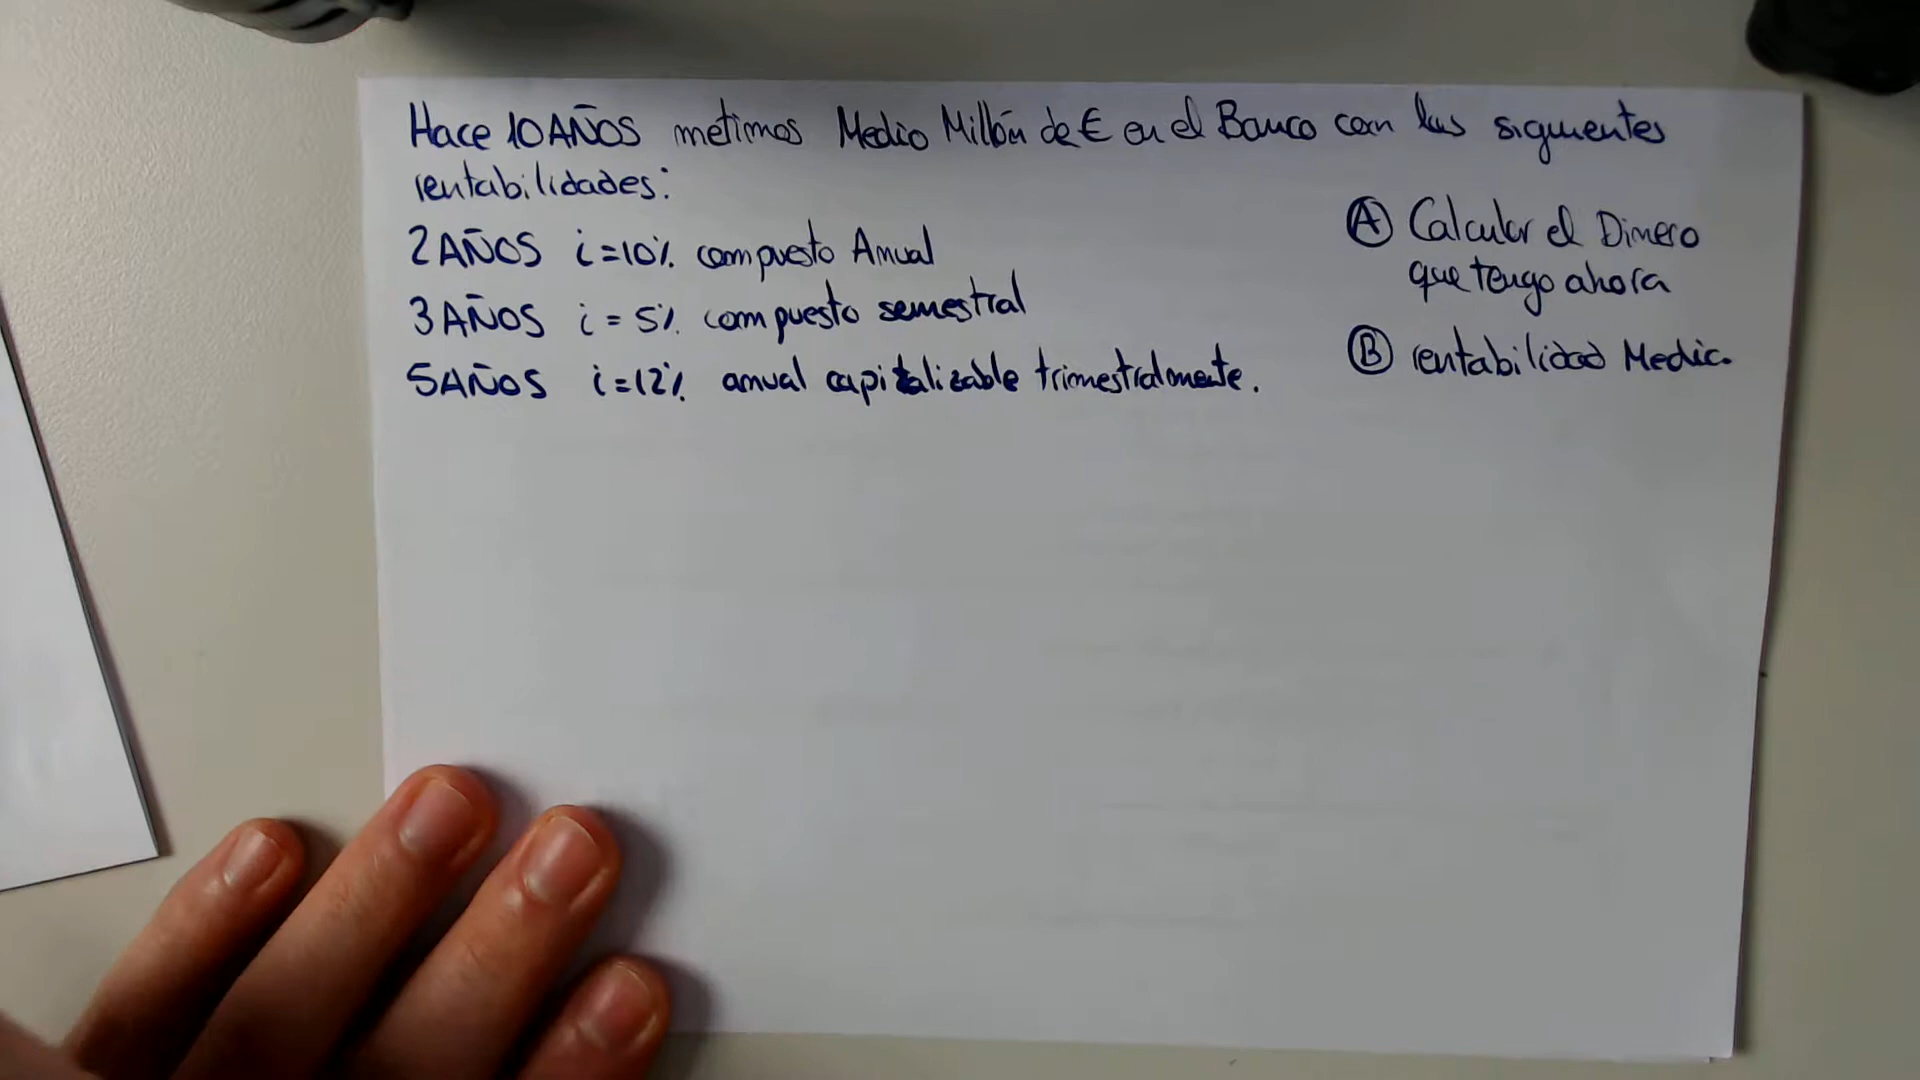 Hace 10 AÑOS metimos Medio Millón de € en el Banco con las siguientes
rentabilidades:
2 AÑOS i=10% compuesto Anual
3 AÑOS i=5% compuesto semestral
5 AÑOS i=12% anual capitalizable trimestralmente.
Ⓐ Calcular el Dinero
que tengo ahora
Ⓑ rentabilidad Media.